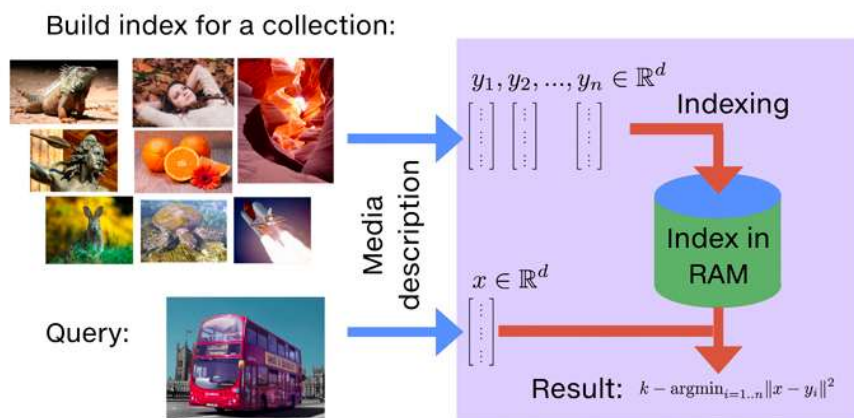 Build index for a collection:
y₁, y₂, ..., yₙ ∈ ℝᵈ
Indexing
Media
description
Index in
RAM
x ∈ ℝᵈ
Query:
Result: k − argminᵢ₌₁..ₙ‖x − yᵢ‖²